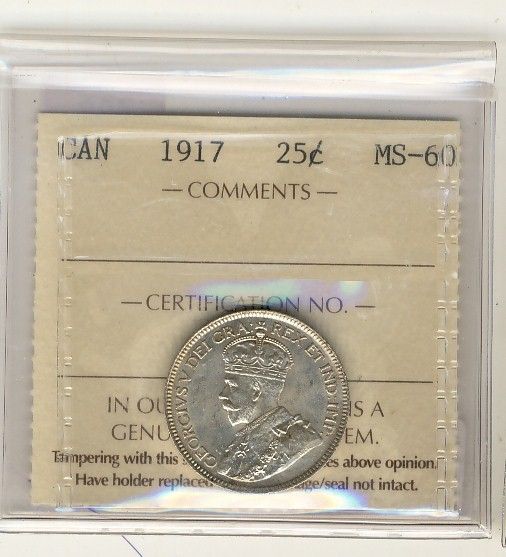 CAN 1917 25¢ MS-60
— COMMENTS —
— CERTIFICATION NO. —
GEORGIVS V DEI GRA: REX ET IND: IMP:
IN OU IS A
GENU EM.
Tampering with this es above opinion.
Have holder replace ge/seal not intact.